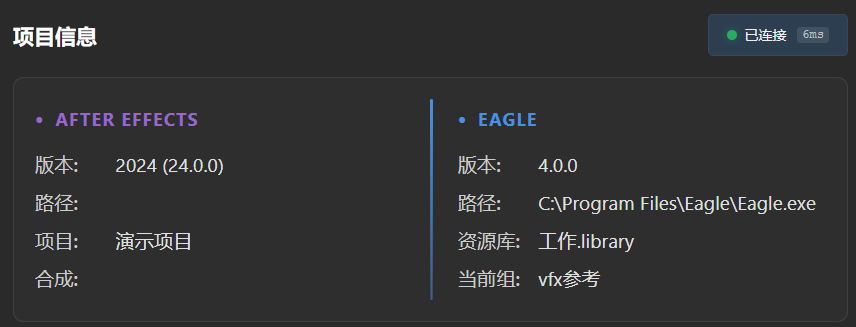 项目信息
已连接 6ms
• AFTER EFFECTS
版本: 2024 (24.0.0)
路径:
项目: 演示项目
合成:
• EAGLE
版本: 4.0.0
路径: C:\Program Files\Eagle\Eagle.exe
资源库: 工作.library
当前组: vfx参考